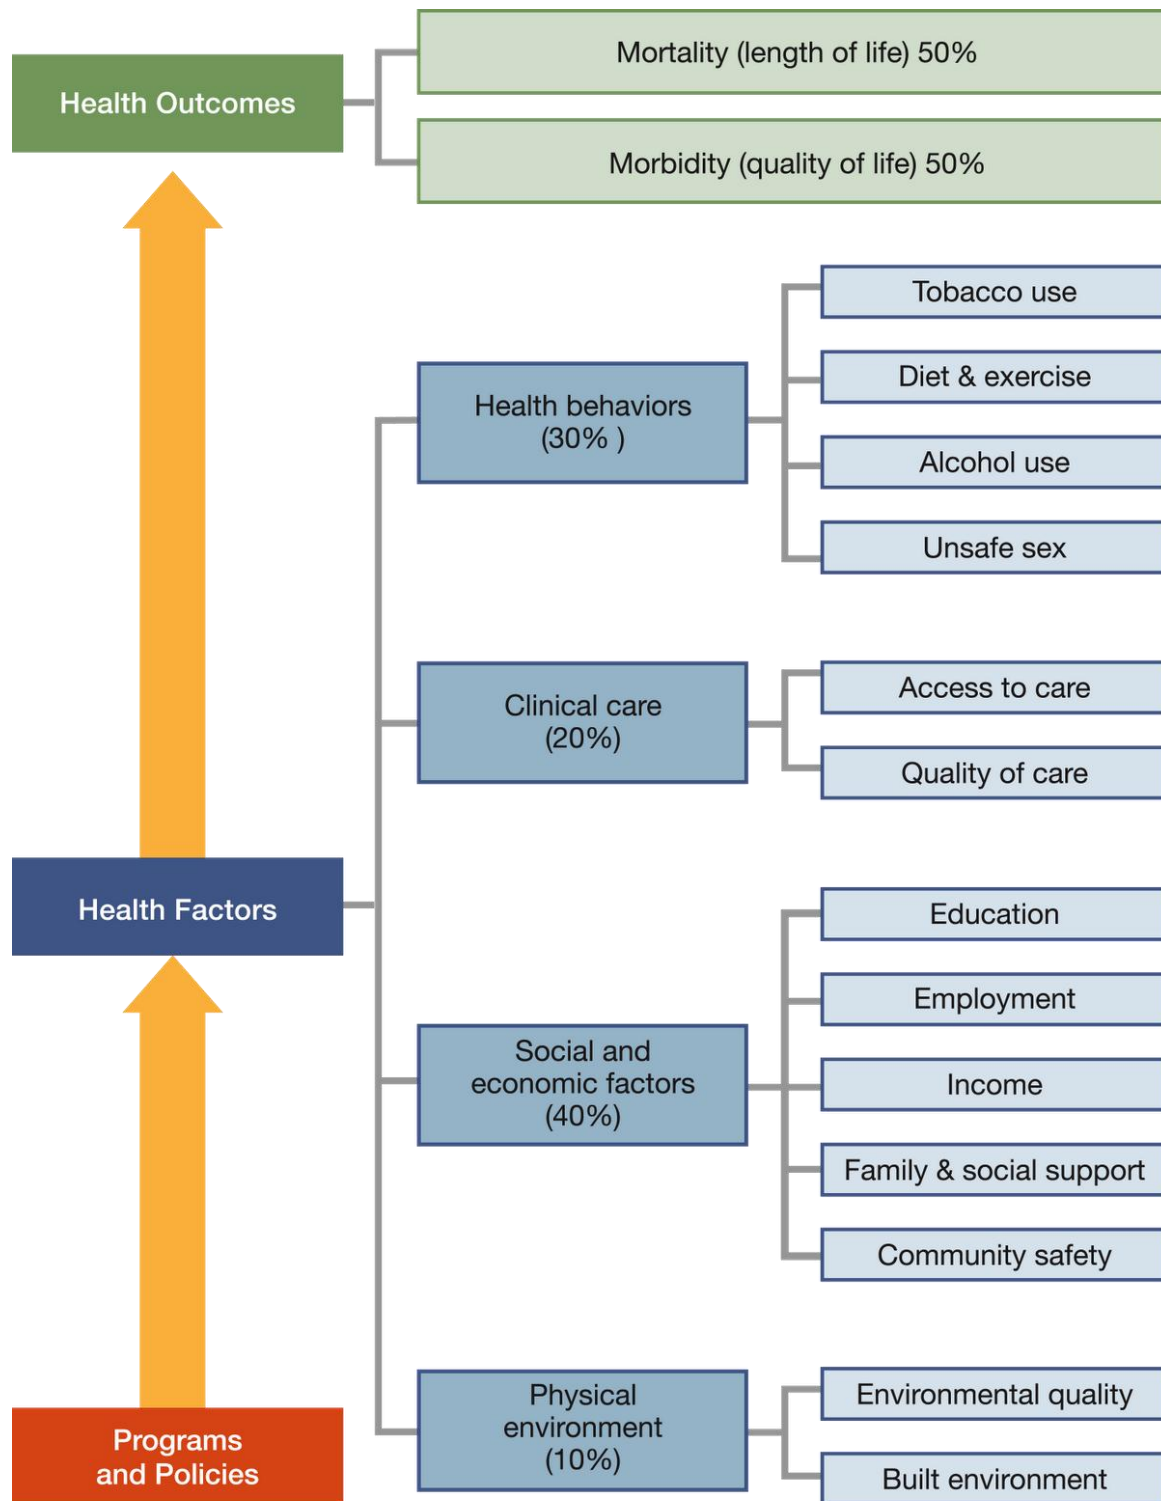 Health Outcomes
Mortality (length of life) 50%
Morbidity (quality of life) 50%
Health Factors
Health behaviors
(30% )
Tobacco use
Diet & exercise
Alcohol use
Unsafe sex
Clinical care
(20%)
Access to care
Quality of care
Social and
economic factors
(40%)
Education
Employment
Income
Family & social support
Community safety
Physical
environment
(10%)
Environmental quality
Built environment
Programs
and Policies